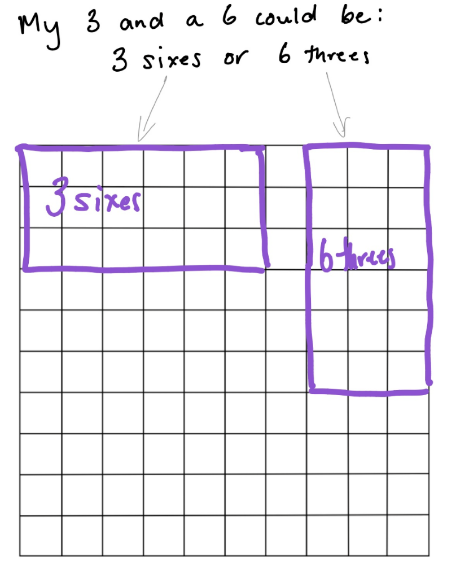 My 3 and a 6 could be:
3 sixes or 6 threes
3 sixes
6 threes